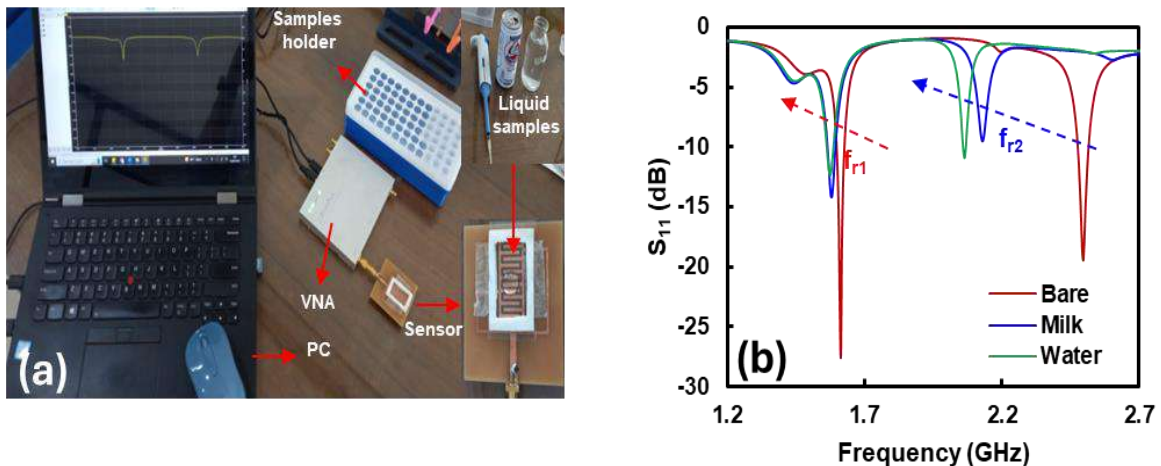 Samples
holder
Liquid
samples
VNA
PC
Sensor
(a)
0
-5
-10
-15
-20
-25
-30
S11 (dB)
fr1
fr2
Bare
Milk
Water
(b)
1.2
1.7
2.2
2.7
Frequency (GHz)